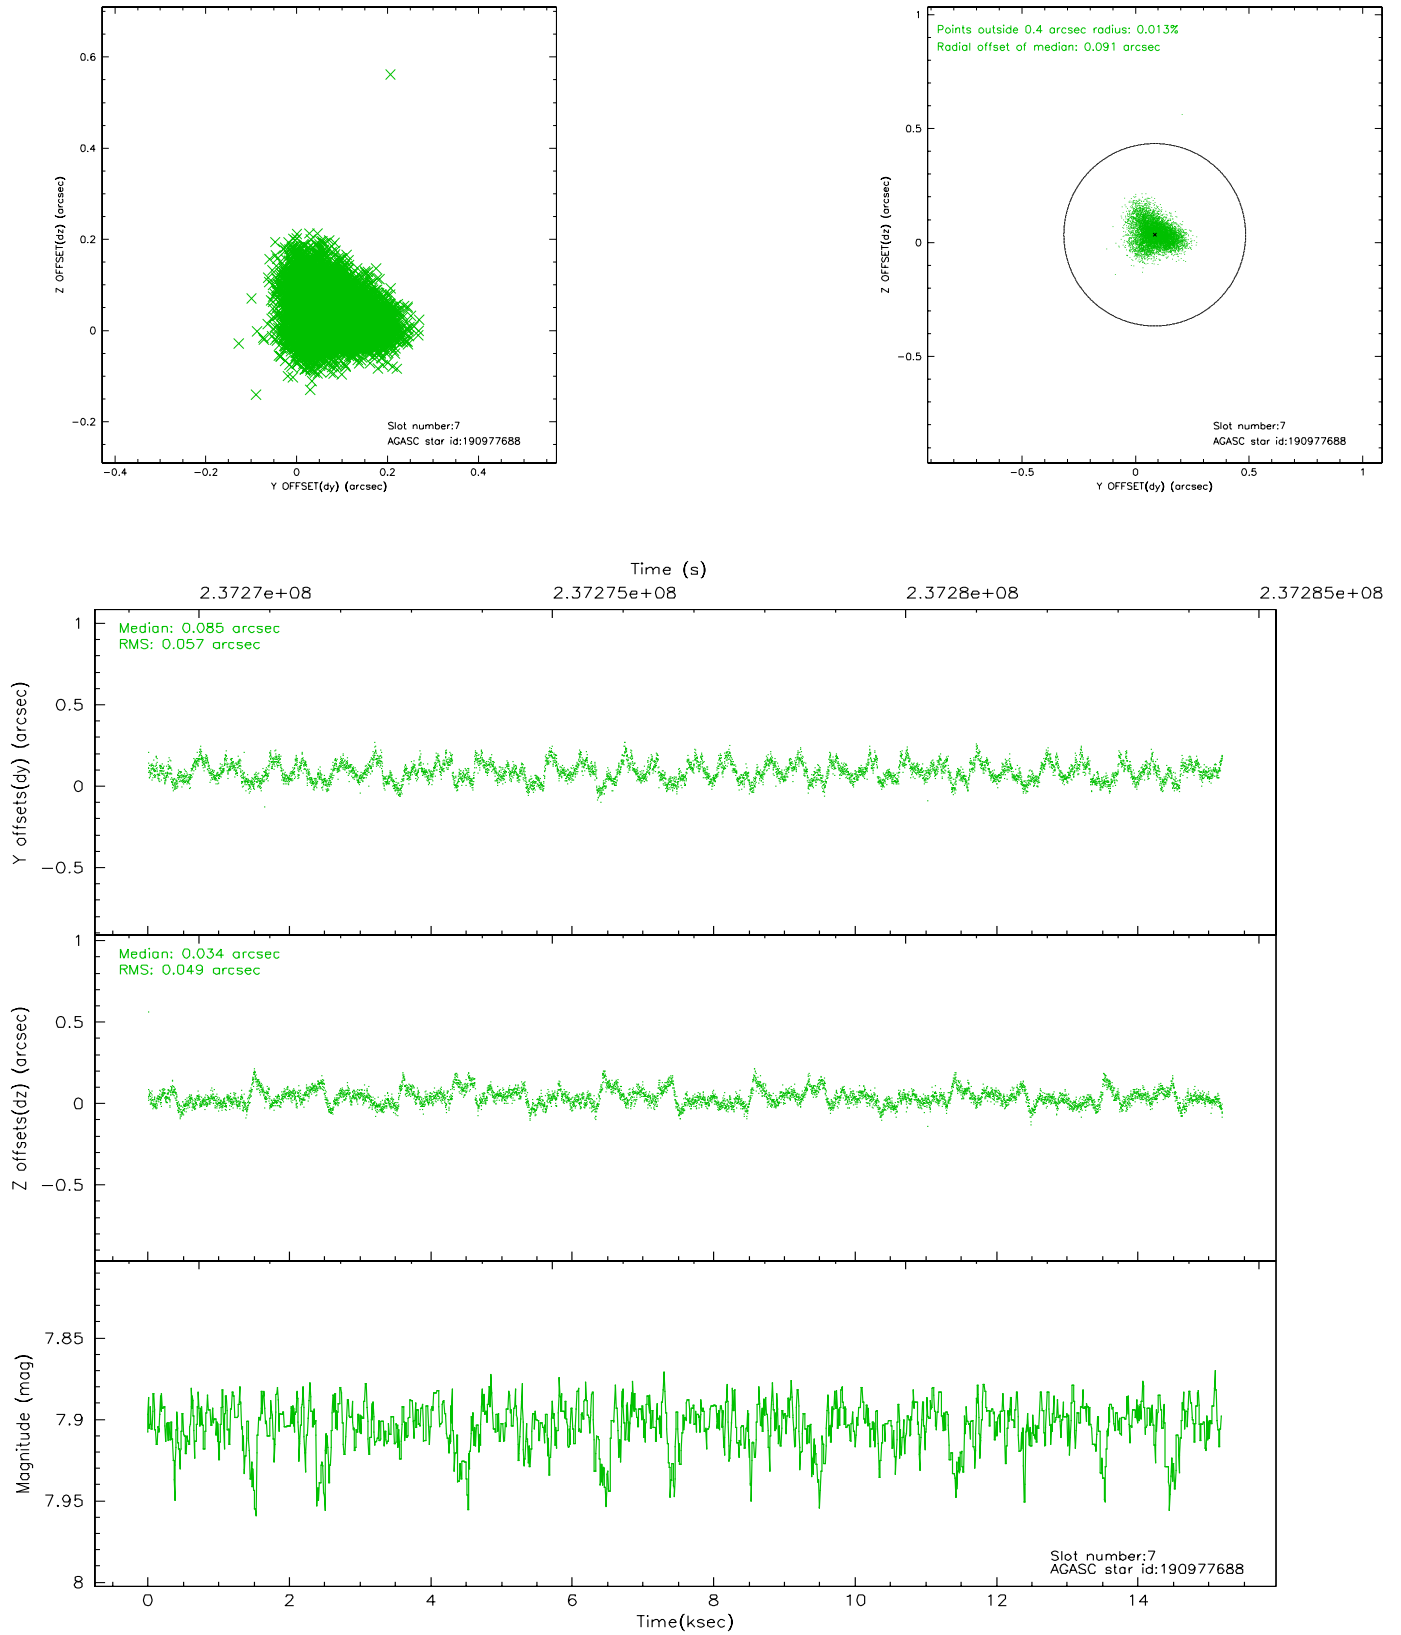 0.6
0.4
0.2
0
−0.2
Z OFFSET(dz) (arcsec)
Slot number:7
AGASC star id:190977688
−0.4 −0.2 0 0.2 0.4
Y OFFSET(dy) (arcsec)
Points outside 0.4 arcsec radius: 0.013%
Radial offset of median: 0.091 arcsec
1
0.5
0
−0.5
Z OFFSET(dz) (arcsec)
Slot number:7
AGASC star id:190977688
−0.5 0 0.5 1
Y OFFSET(dy) (arcsec)
Time (s)
2.3727e+08 2.37275e+08 2.3728e+08 2.37285e+08
Median: 0.085 arcsec
RMS: 0.057 arcsec
1
0.5
0
−0.5
Y offsets(dy) (arcsec)
Median: 0.034 arcsec
RMS: 0.049 arcsec
1
0.5
0
−0.5
Z offsets(dz) (arcsec)
7.85
7.9
7.95
8
Magnitude (mag)
Slot number:7
AGASC star id:190977688
0 2 4 6 8 10 12 14
Time(ksec)